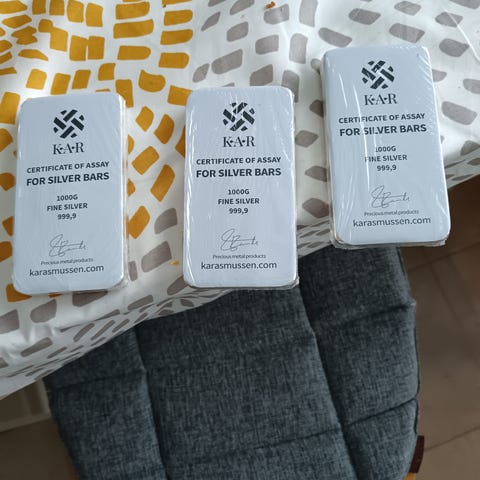 K·A·R
CERTIFICATE OF ASSAY
FOR SILVER BARS
1000G
FINE SILVER
999,9
Precious metal products
karasmussen.com
K·A·R
CERTIFICATE OF ASSAY
FOR SILVER BARS
1000G
FINE SILVER
999,9
Precious metal products
karasmussen.com
K·A·R
CERTIFICATE OF ASSAY
FOR SILVER BARS
1000G
FINE SILVER
999,9
Precious metal products
karasmussen.com